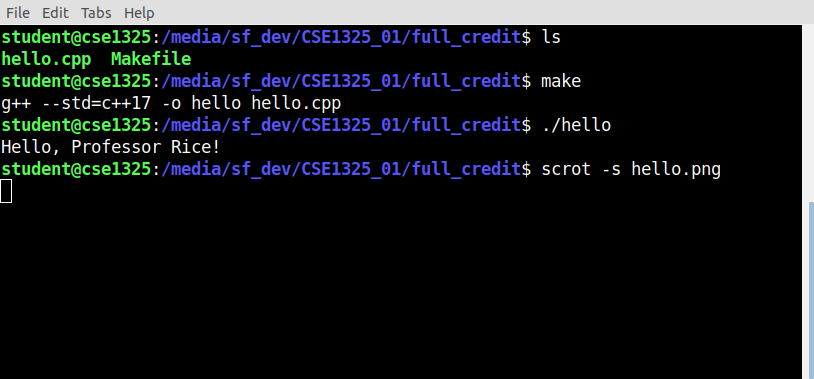 File Edit Tabs Help
student@cse1325:/media/sf_dev/CSE1325_01/full_credit$ ls
hello.cpp  Makefile
student@cse1325:/media/sf_dev/CSE1325_01/full_credit$ make
g++ --std=c++17 -o hello hello.cpp
student@cse1325:/media/sf_dev/CSE1325_01/full_credit$ ./hello
Hello, Professor Rice!
student@cse1325:/media/sf_dev/CSE1325_01/full_credit$ scrot -s hello.png